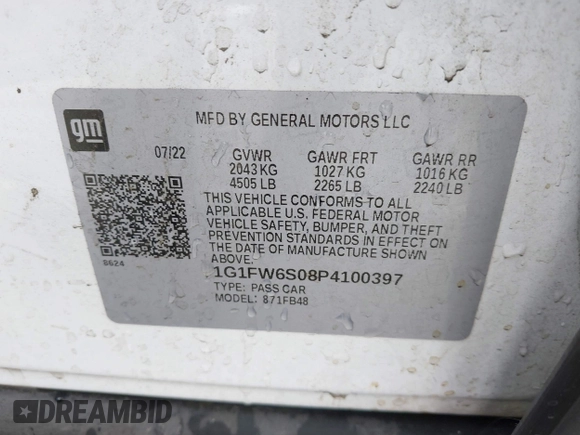 gm
MFD BY GENERAL MOTORS LLC
07/22 GVWR GAWR FRT GAWR RR
2043 KG 1027 KG 1016 KG
4505 LB 2265 LB 2240 LB
THIS VEHICLE CONFORMS TO ALL
APPLICABLE U.S. FEDERAL MOTOR
VEHICLE SAFETY, BUMPER, AND THEFT
PREVENTION STANDARDS IN EFFECT ON
THE DATE OF MANUFACTURE SHOWN
ABOVE.
8624
1G1FW6S08P4100397
TYPE: PASS CAR
MODEL: 871FB48
DREAMBID